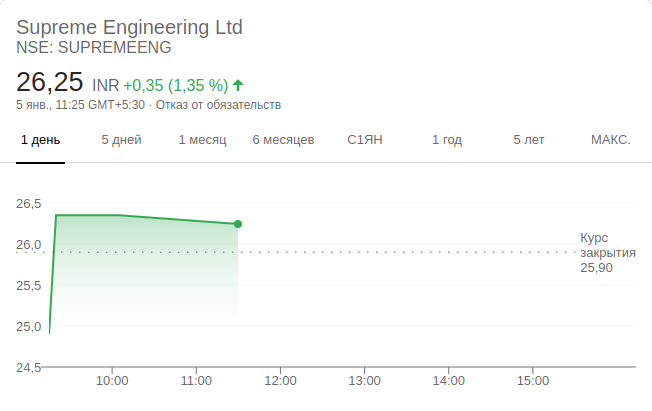 Supreme Engineering Ltd
NSE: SUPREMEENG
26,25 INR +0,35 (1,35 %)
5 янв., 11:25 GMT+5:30 · Отказ от обязательств
1 день 5 дней 1 месяц 6 месяцев С1ЯН 1 год 5 лет МАКС.
26,5
26,0
25,5
25,0
24,5
Курс
закрытия
25,90
10:00 11:00 12:00 13:00 14:00 15:00